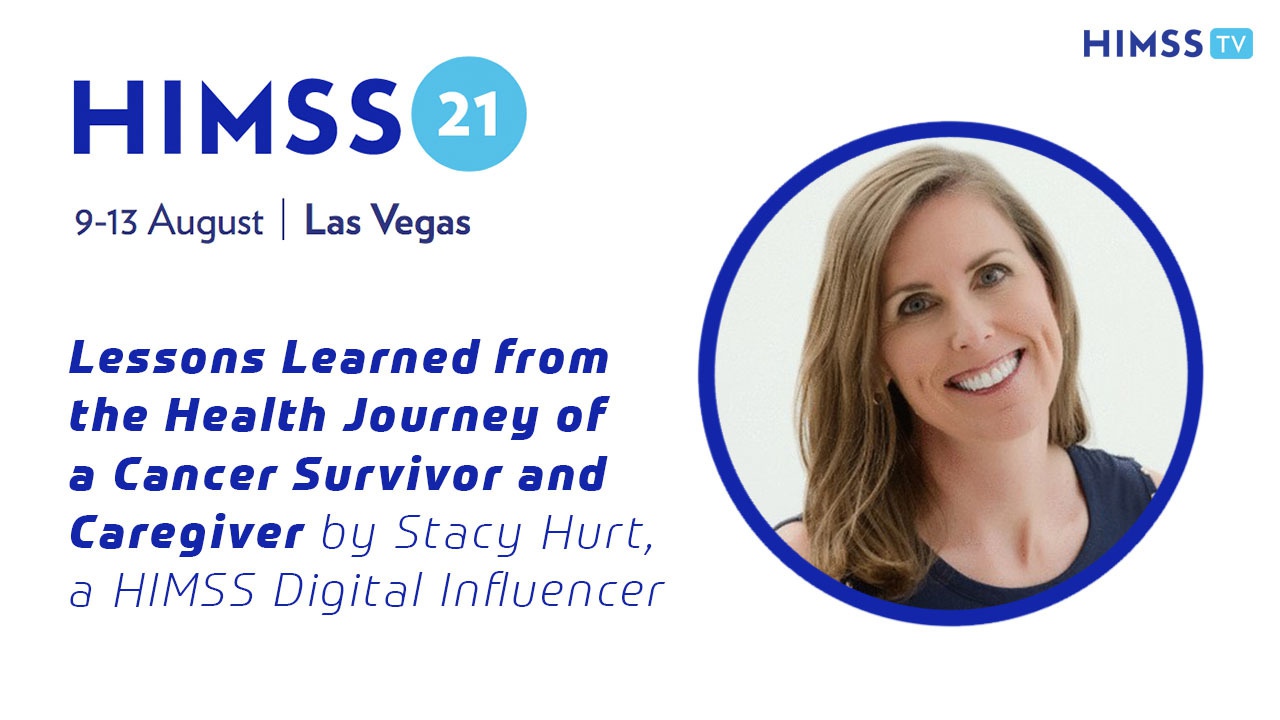 HIMSS TV
HIMSS 21
9-13 August | Las Vegas
Lessons Learned from
the Health Journey of
a Cancer Survivor and
Caregiver by Stacy Hurt,
a HIMSS Digital Influencer